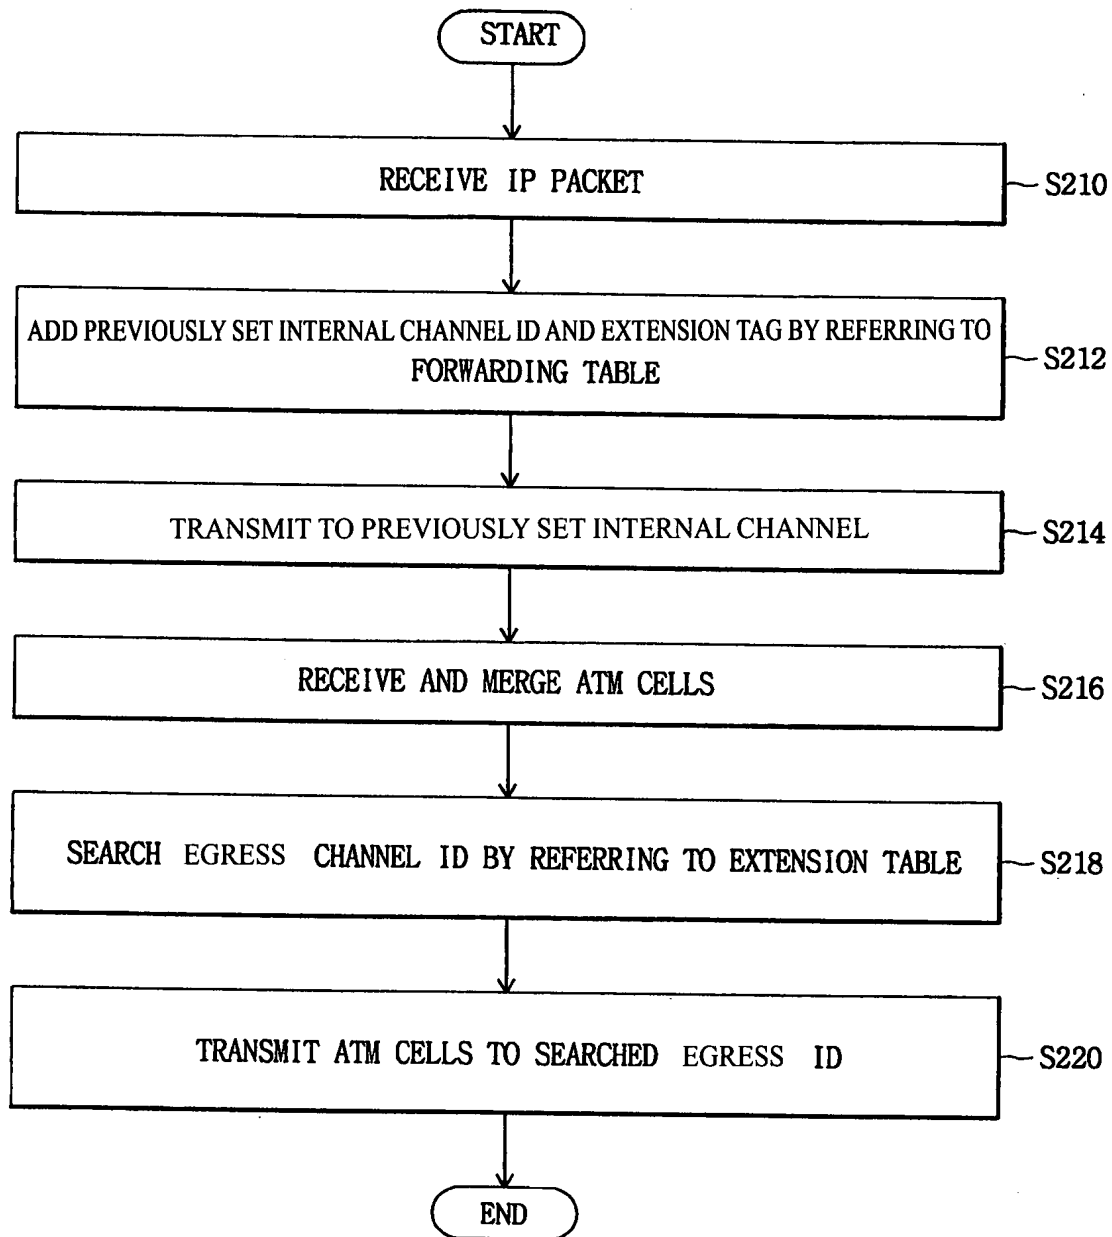 START
RECEIVE IP PACKET
S210
ADD PREVIOUSLY SET INTERNAL CHANNEL ID AND EXTENSION TAG BY REFERRING TO
FORWARDING TABLE
S212
TRANSMIT TO PREVIOUSLY SET INTERNAL CHANNEL
S214
RECEIVE AND MERGE ATM CELLS
S216
SEARCH EGRESS CHANNEL ID BY REFERRING TO EXTENSION TABLE
S218
TRANSMIT ATM CELLS TO SEARCHED EGRESS ID
S220
END